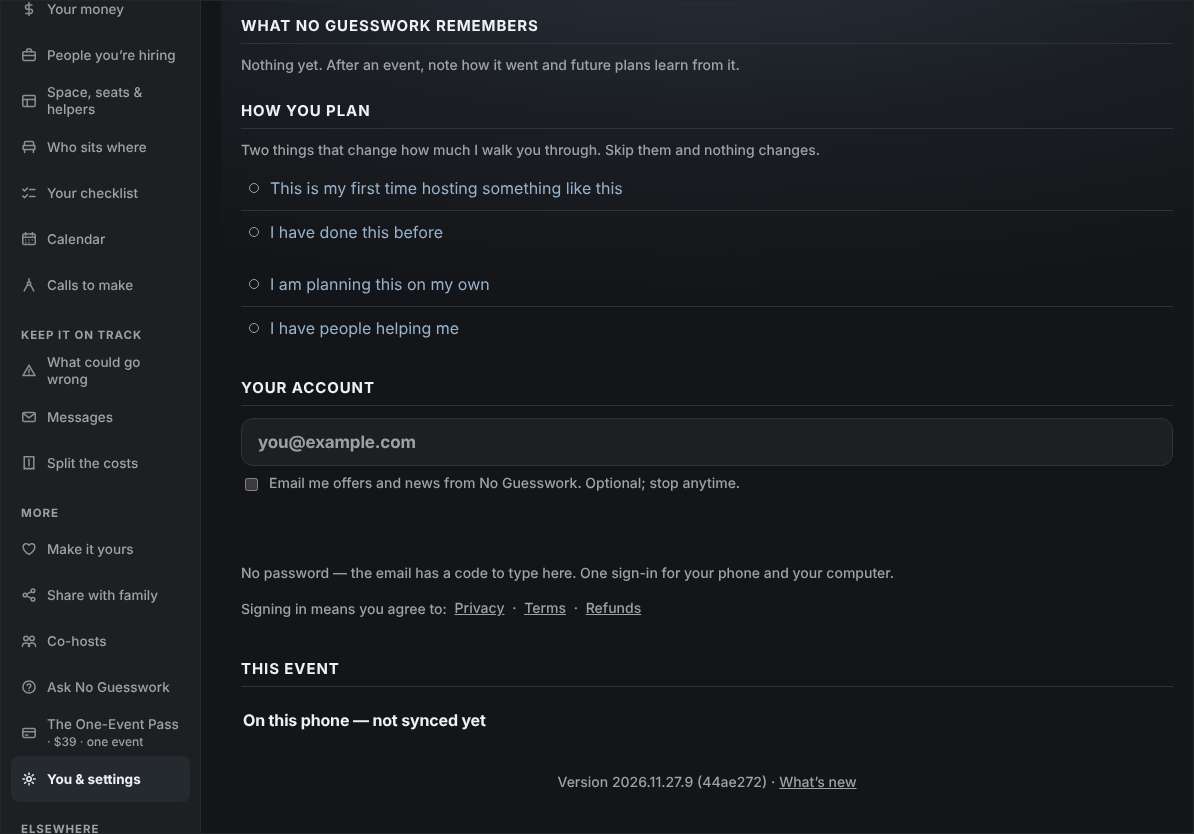 Your money
People you’re hiring
Space, seats &
helpers
Who sits where
Your checklist
Calendar
Calls to make
KEEP IT ON TRACK
What could go
wrong
Messages
Split the costs
MORE
Make it yours
Share with family
Co-hosts
Ask No Guesswork
The One-Event Pass
· $39 · one event
You & settings
ELSEWHERE
WHAT NO GUESSWORK REMEMBERS
Nothing yet. After an event, note how it went and future plans learn from it.
HOW YOU PLAN
Two things that change how much I walk you through. Skip them and nothing changes.
This is my first time hosting something like this
I have done this before
I am planning this on my own
I have people helping me
YOUR ACCOUNT
you@example.com
Email me offers and news from No Guesswork. Optional; stop anytime.
No password — the email has a code to type here. One sign-in for your phone and your computer.
Signing in means you agree to: Privacy · Terms · Refunds
THIS EVENT
On this phone — not synced yet
Version 2026.11.27.9 (44ae272) · What’s new